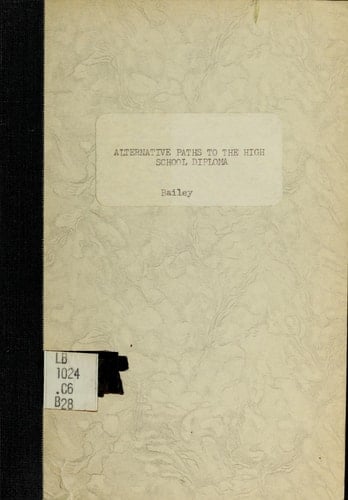 ALTERNATIVE PATHS TO THE HIGH
SCHOOL DIPLOMA
Bailey
LB
1024
.C6
B28